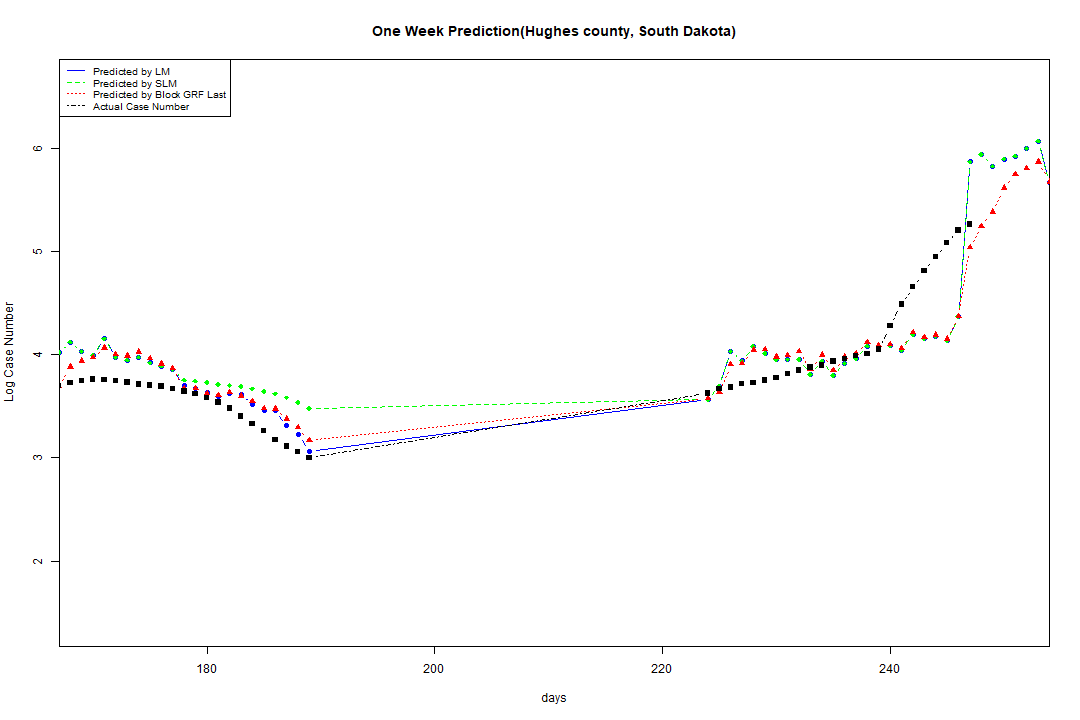 One Week Prediction(Hughes county, South Dakota)
Predicted by LM
Predicted by SLM
Predicted by Block GRF Last
Actual Case Number
Log Case Number
6
5
4
3
2
180
200
220
240
days